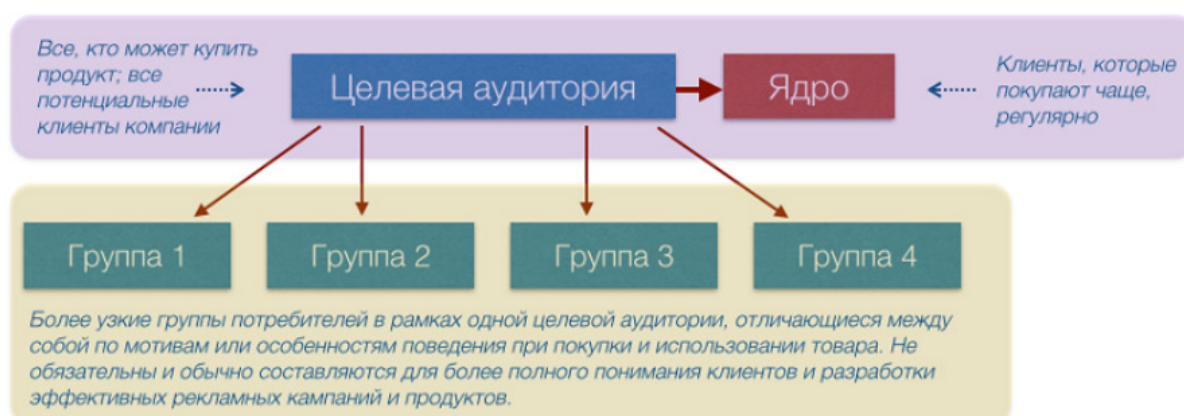 Все, кто может купить
продукт; все
потенциальные
клиенты компании
Целевая аудитория
Ядро
Клиенты, которые
покупают чаще,
регулярно
Группа 1
Группа 2
Группа 3
Группа 4
Более узкие группы потребителей в рамках одной целевой аудитории, отличающиеся между
собой по мотивам или особенностям поведения при покупки и использовании товара. Не
обязательны и обычно составляются для более полного понимания клиентов и разработки
эффективных рекламных кампаний и продуктов.